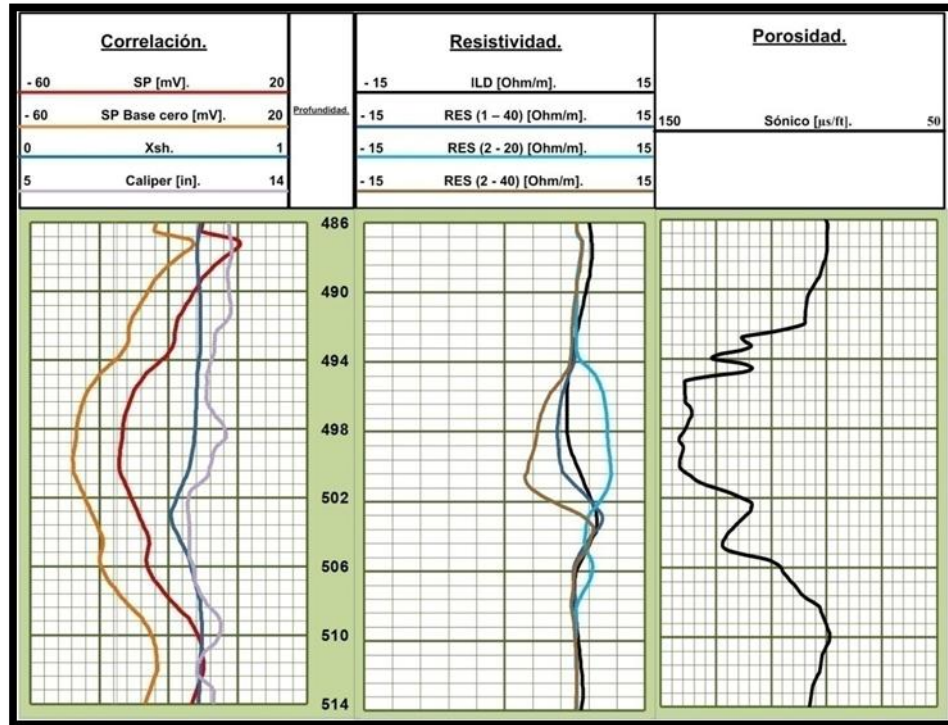 Correlación.
- 60 SP [mV]. 20
- 60 SP Base cero [mV]. 20
0 Xsh. 1
5 Caliper [in]. 14
Profundidad.
Resistividad.
- 15 ILD [Ohm/m]. 15
- 15 RES (1 – 40) [Ohm/m]. 15
- 15 RES (2 - 20) [Ohm/m]. 15
- 15 RES (2 - 40) [Ohm/m]. 15
Porosidad.
150 Sónico [µs/ft]. 50
486
490
494
498
502
506
510
514